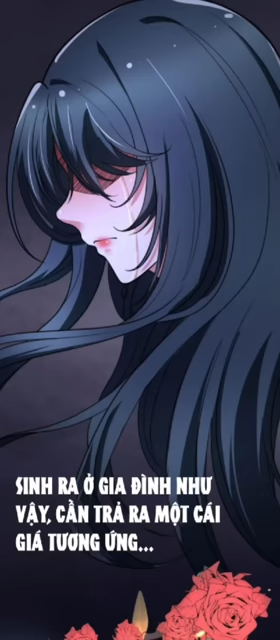 SINH RA Ở GIA ĐÌNH NHƯ
VẬY, CẦN TRẢ RA MỘT CÁI
GIÁ TƯƠNG ỨNG...